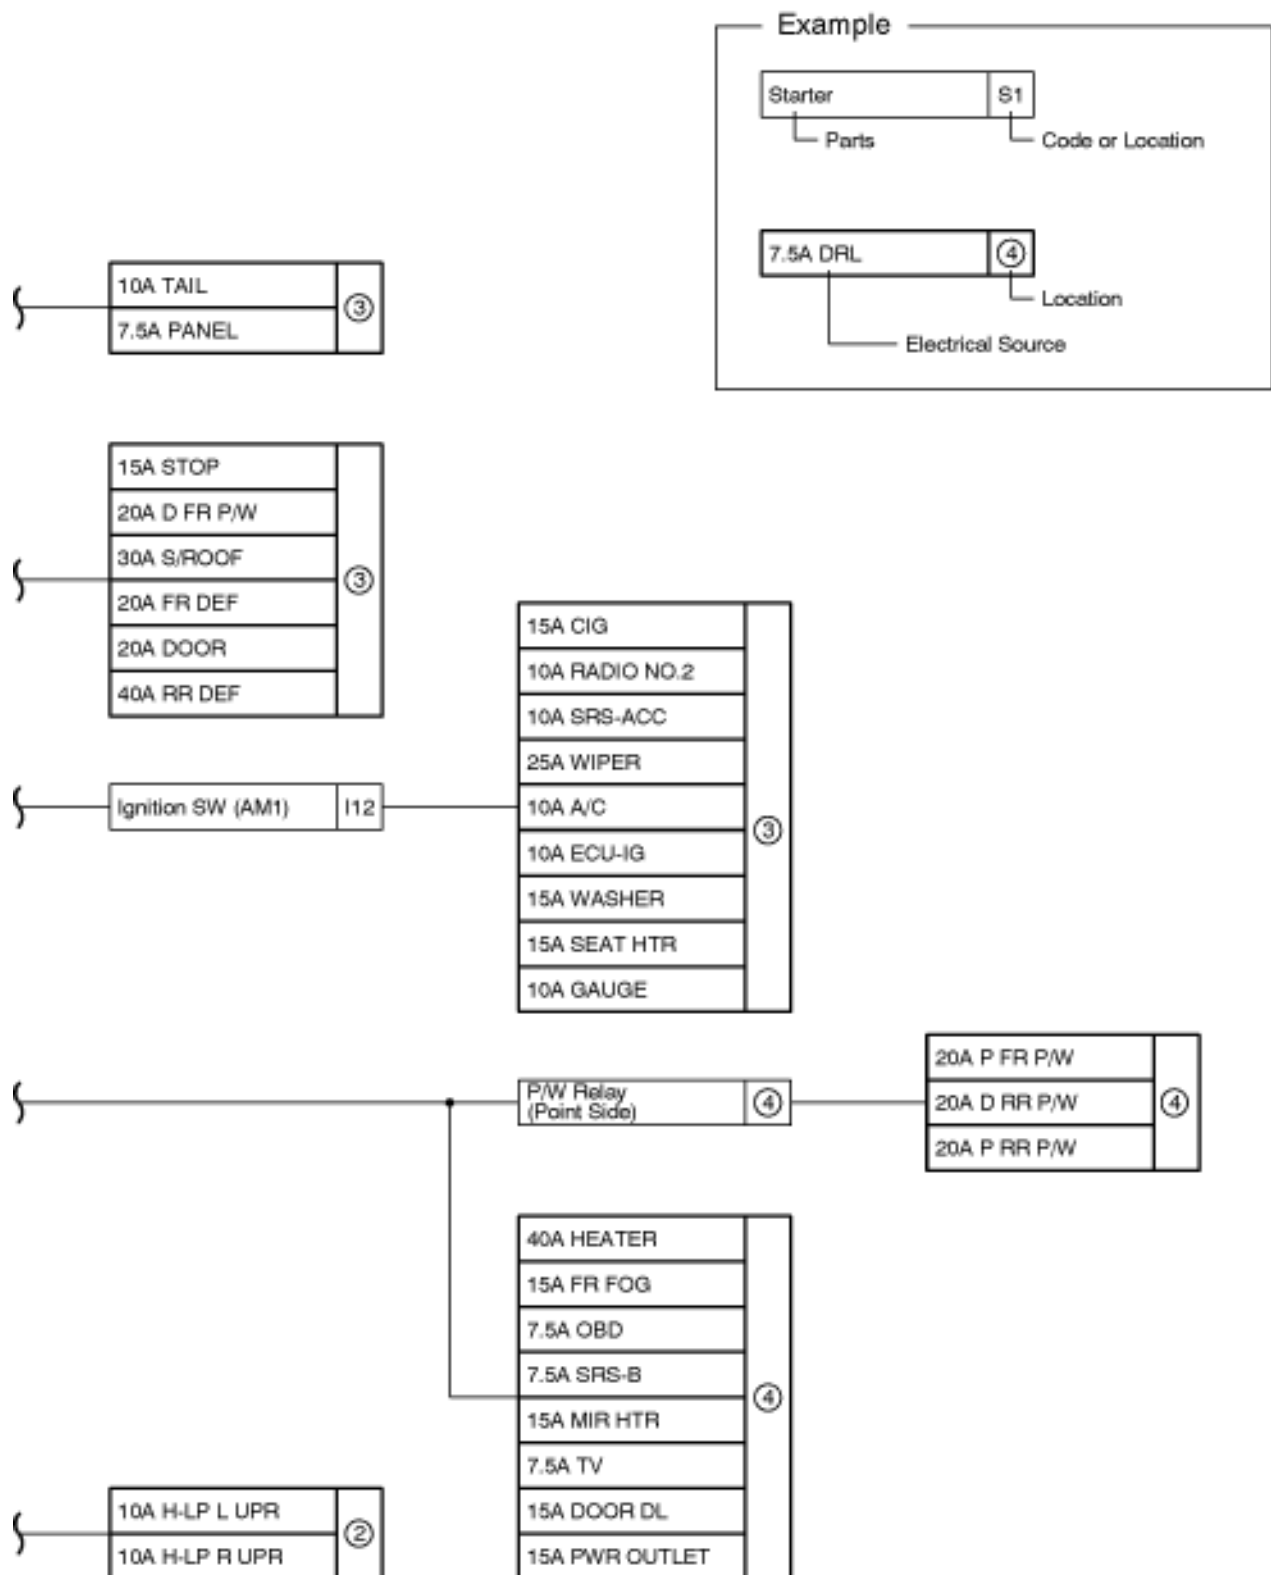 Example
Starter S1
Parts
Code or Location
7.5A DRL ④
Location
Electrical Source
10A TAIL
7.5A PANEL
③
15A STOP
20A D FR P/W
30A S/ROOF
20A FR DEF
20A DOOR
40A RR DEF
③
Ignition SW (AM1) I12
15A CIG
10A RADIO NO.2
10A SRS-ACC
25A WIPER
10A A/C
10A ECU-IG
15A WASHER
15A SEAT HTR
10A GAUGE
③
P/W Relay
(Point Side)
④
20A P FR P/W
20A D RR P/W
20A P RR P/W
④
40A HEATER
15A FR FOG
7.5A OBD
7.5A SRS-B
15A MIR HTR
7.5A TV
15A DOOR DL
15A PWR OUTLET
④
10A H-LP L UPR
10A H-LP R UPR
②